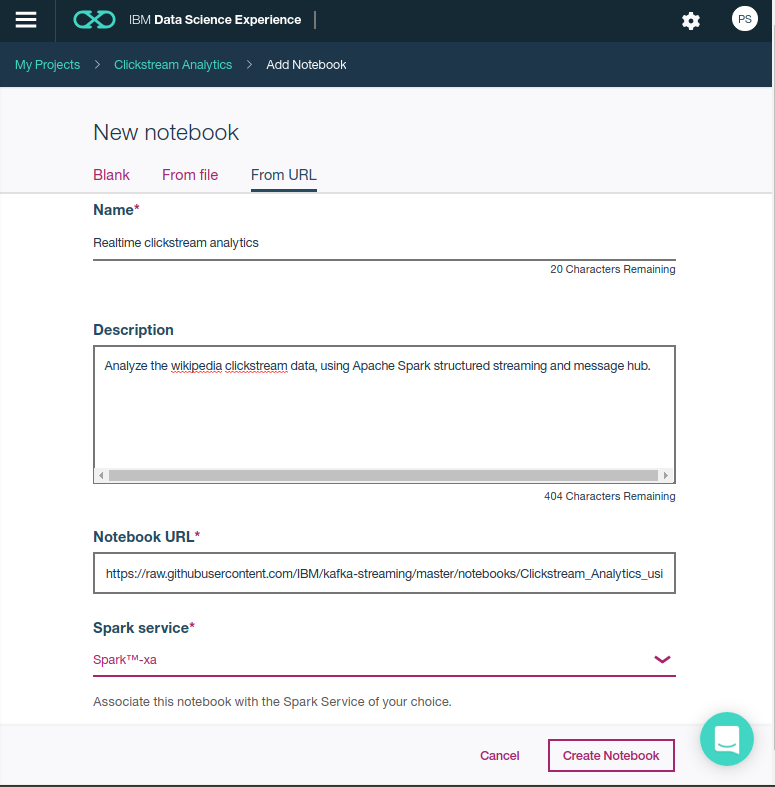 IBM Data Science Experience
PS
My Projects > Clickstream Analytics > Add Notebook
New notebook
Blank From file From URL
Name*
Realtime clickstream analytics
20 Characters Remaining
Description
Analyze the wikipedia clickstream data, using Apache Spark structured streaming and message hub.
404 Characters Remaining
Notebook URL*
https://raw.githubusercontent.com/IBM/kafka-streaming/master/notebooks/Clickstream_Analytics_usi
Spark service*
Spark™-xa
Associate this notebook with the Spark Service of your choice.
Cancel Create Notebook